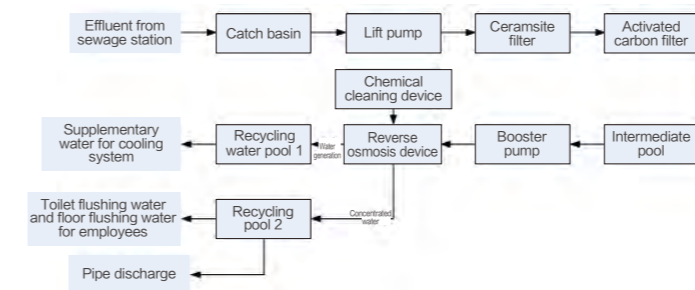 Effluent from
sewage station
Catch basin
Lift pump
Ceramsite
filter
Activated
carbon filter
Chemical
cleaning device
Supplementary
water for cooling
system
Recycling
water pool 1
Water
generation
Reverse
osmosis device
Booster
pump
Intermediate
pool
Toilet flushing water
and floor flushing water
for employees
Recycling
pool 2
Concentrated
water
Pipe discharge